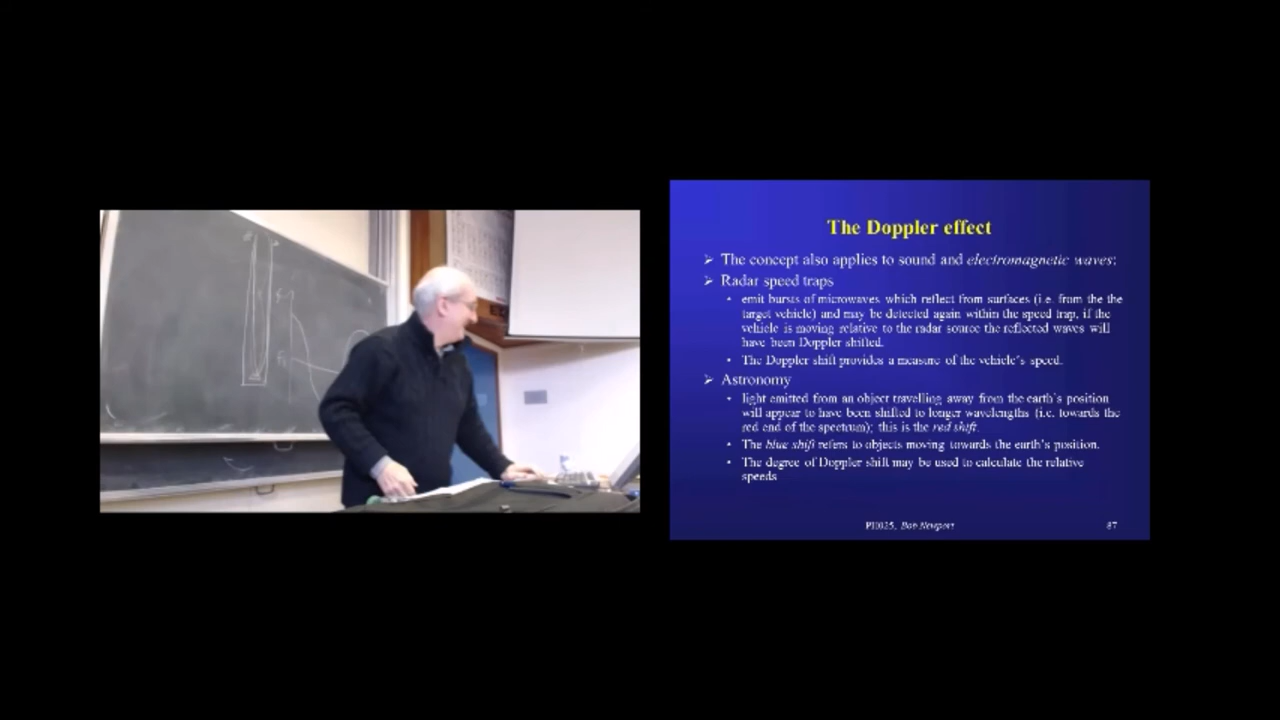 The Doppler effect
➢ The concept also applies to sound and electromagnetic waves:
➢ Radar speed traps
• emit bursts of microwaves which reflect from surfaces (i.e. from the the
target vehicle) and may be detected again within the speed trap, if the
vehicle is moving relative to the radar source the reflected waves will
have been Doppler shifted.
• The Doppler shift provides a measure of the vehicle's speed.
➢ Astronomy
• light emitted from an object travelling away from the earth's position
will appear to have been shifted to longer wavelengths (i.e. towards the
red end of the spectrum); this is the red shift.
• The blue shift refers to objects moving towards the earth's position.
• The degree of Doppler shift may be used to calculate the relative
speeds
PH025, Bob Newport
87